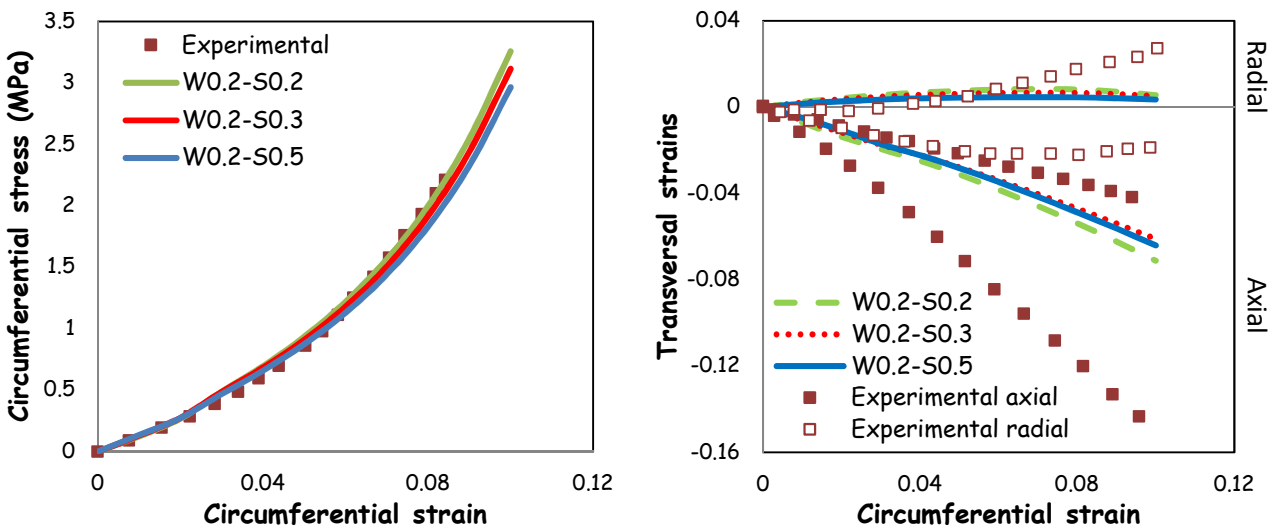 Circumferential stress (MPa)
3.5
3
2.5
2
1.5
1
0.5
0
0
0.04
0.08
0.12
Circumferential strain
Experimental
W0.2-S0.2
W0.2-S0.3
W0.2-S0.5
Transversal strains
0.04
0
-0.04
-0.08
-0.12
-0.16
0
0.04
0.08
0.12
Circumferential strain
W0.2-S0.2
W0.2-S0.3
W0.2-S0.5
Experimental axial
Experimental radial
Radial
Axial